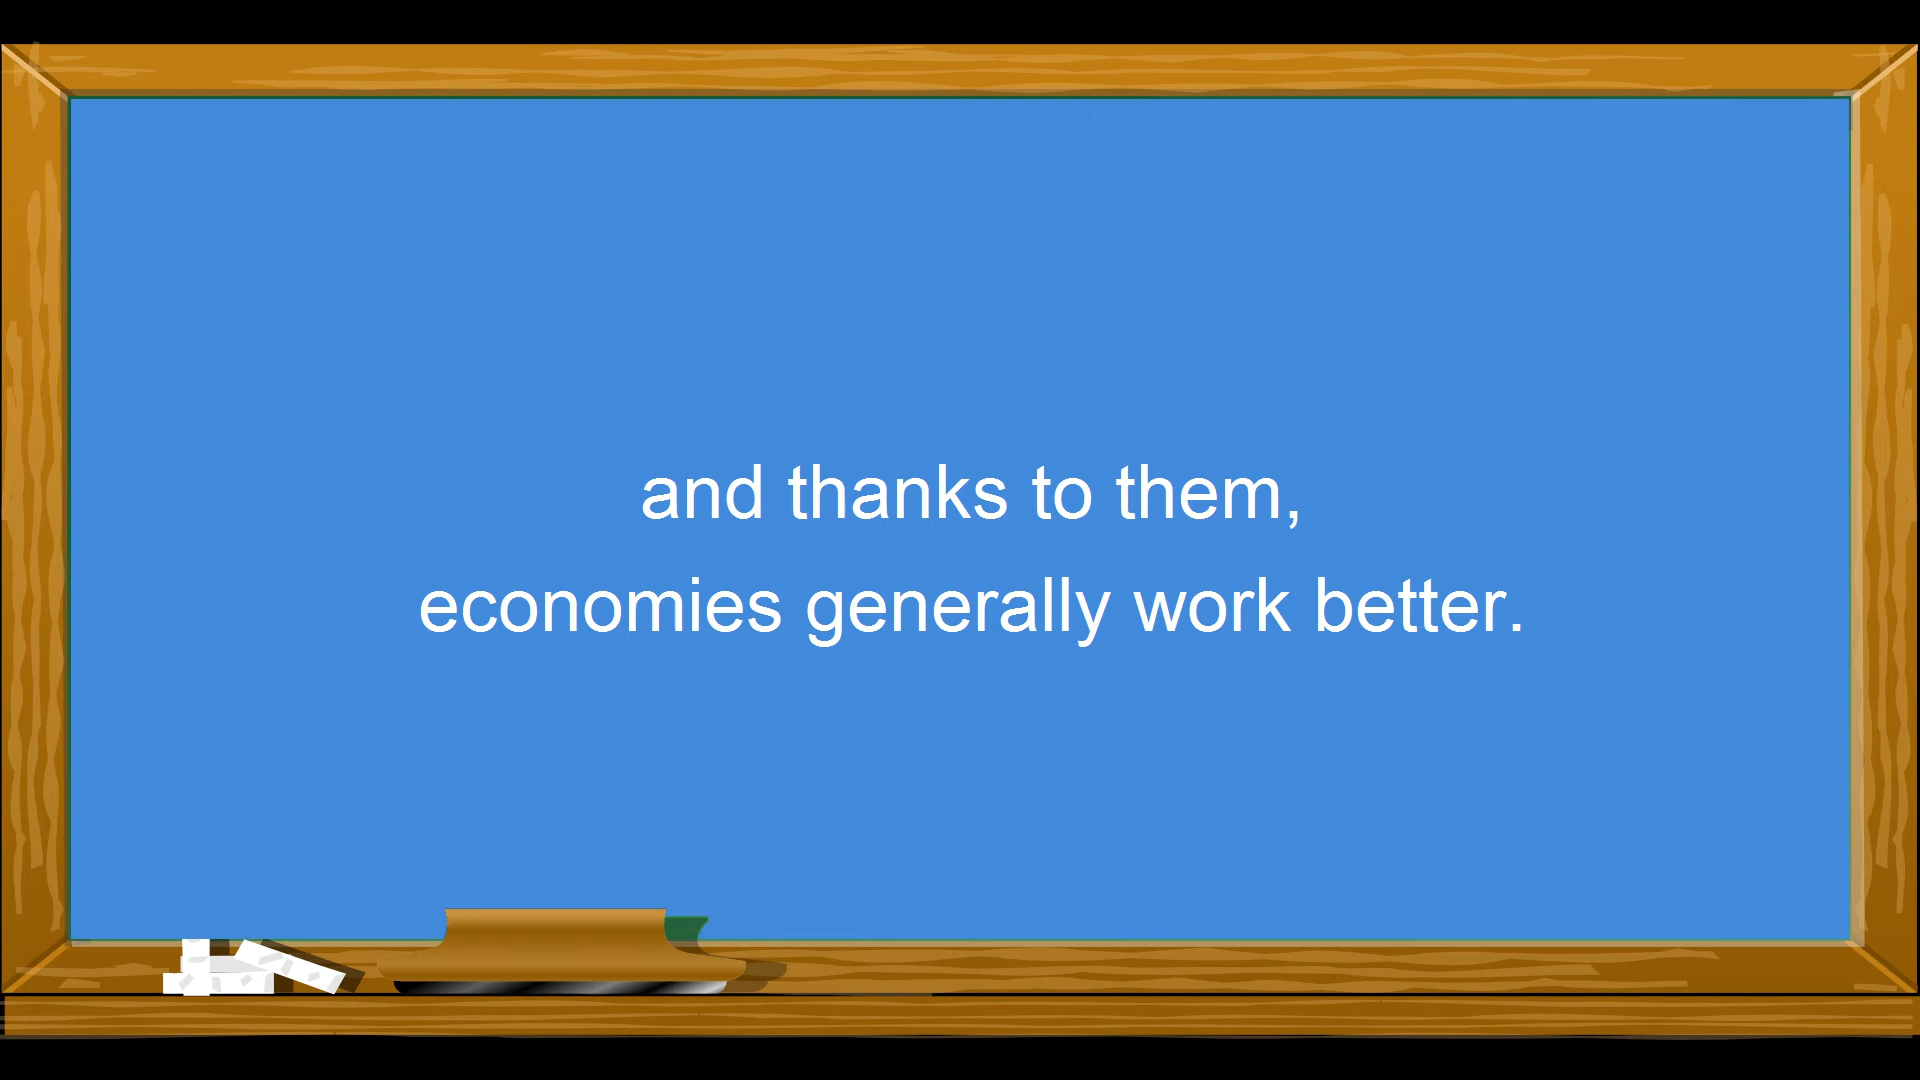 and thanks to them,
economies generally work better.